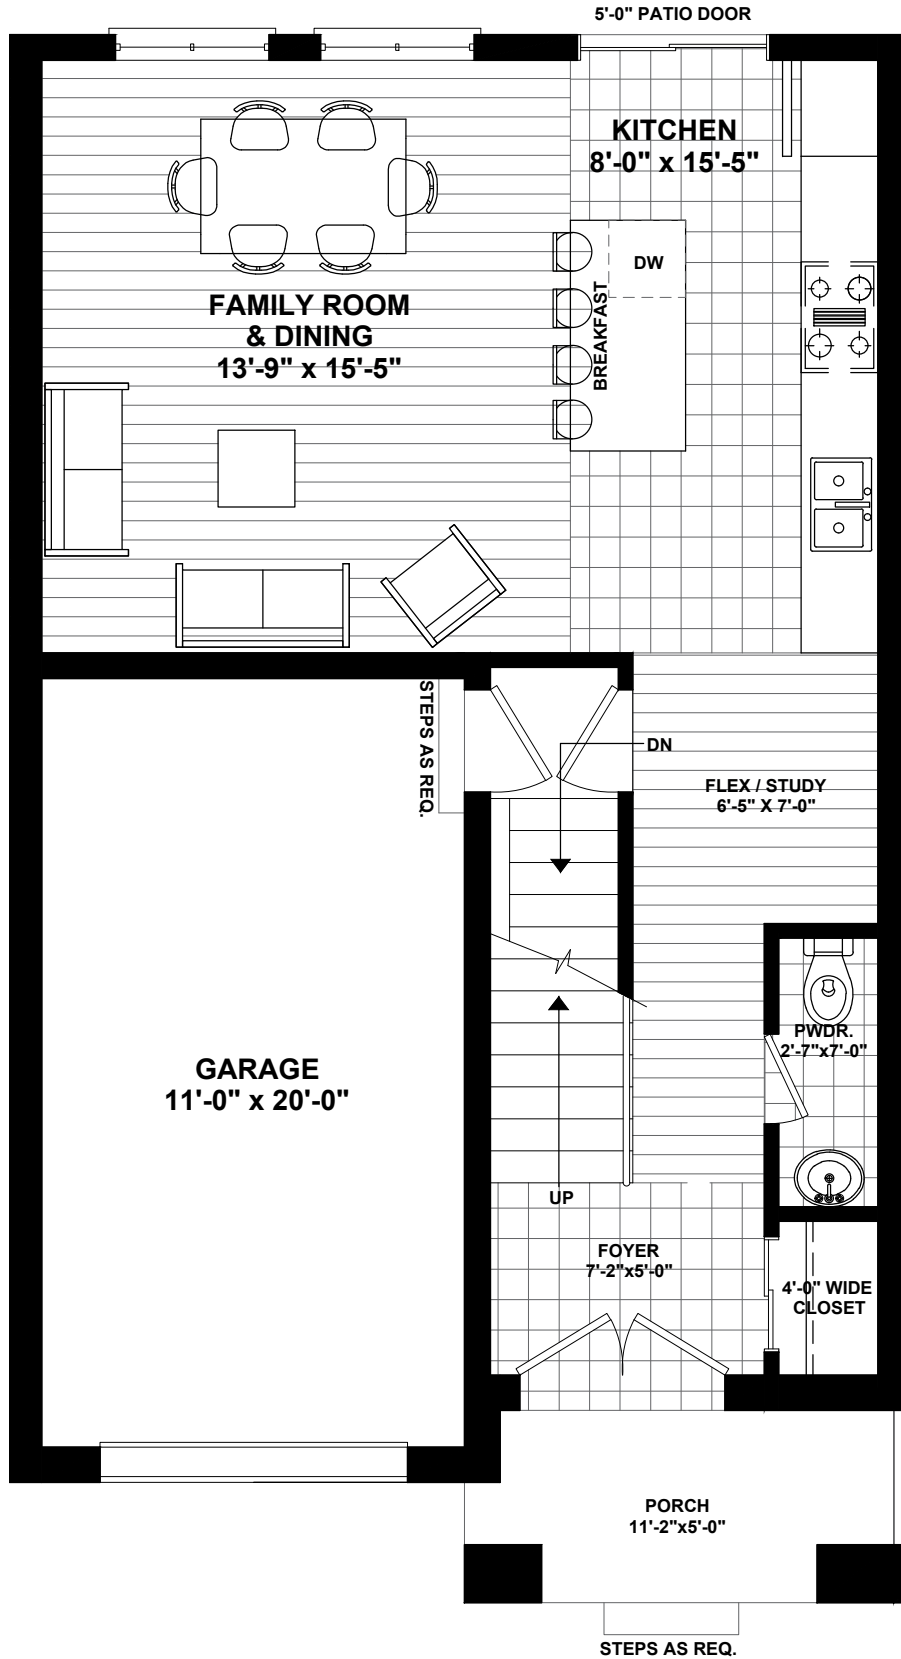 5'-0" PATIO DOOR
KITCHEN
8'-0" x 15'-5"
DW
BREAKFAST
FAMILY ROOM
& DINING
13'-9" x 15'-5"
STEPS AS REQ.
DN
FLEX / STUDY
6'-5" X 7'-0"
PWDR.
2'-7"x7'-0"
GARAGE
11'-0" x 20'-0"
UP
FOYER
7'-2"x5'-0"
4'-0" WIDE
CLOSET
PORCH
11'-2"x5'-0"
STEPS AS REQ.